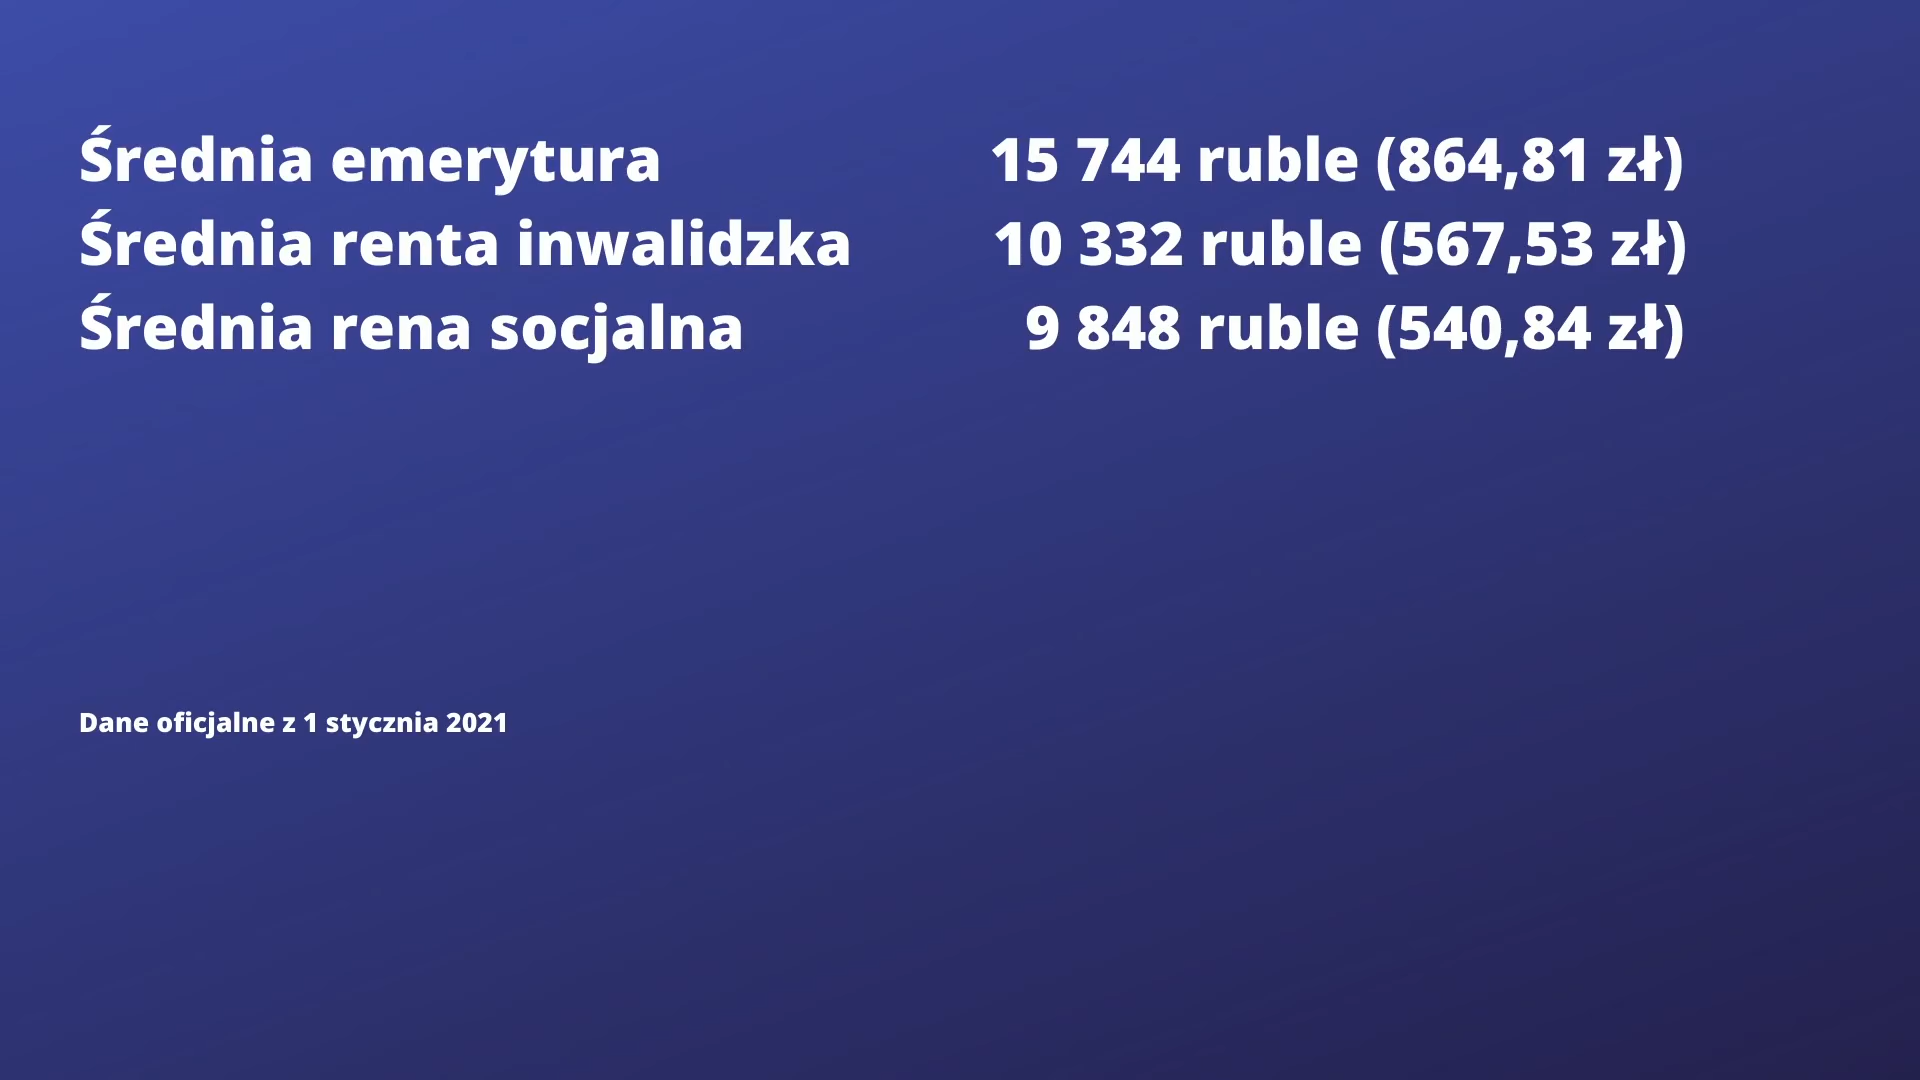 Średnia emerytura 15 744 ruble (864,81 zł)
Średnia renta inwalidzka 10 332 ruble (567,53 zł)
Średnia rena socjalna 9 848 ruble (540,84 zł)
Dane oficjalne z 1 stycznia 2021